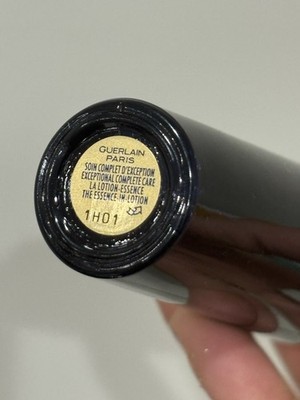 GUERLAIN
PARIS
SOIN COMPLET D'EXCEPTION
EXCEPTIONAL COMPLETE CARE
LA LOTION-ESSENCE
THE ESSENCE-IN-LOTION
1H01